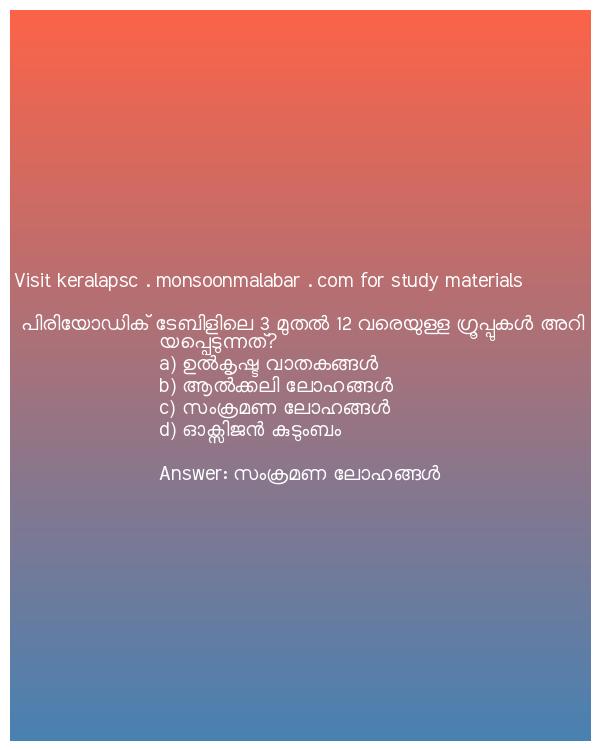 Visit keralapsc . monsoonmalabar . com for study materials
പിരിയോഡിക് ടേബിളിലെ 3 മുതൽ 12 വരെയുള്ള ഗ്രൂപ്പുകൾ അറി
യപ്പെടുന്നത്?
a) ഉൽകൃഷ്ട വാതകങ്ങൾ
b) ആൽക്കലി ലോഹങ്ങൾ
c) സംക്രമണ ലോഹങ്ങൾ
d) ഓക്സിജൻ കുടുംബം
Answer: സംക്രമണ ലോഹങ്ങൾ